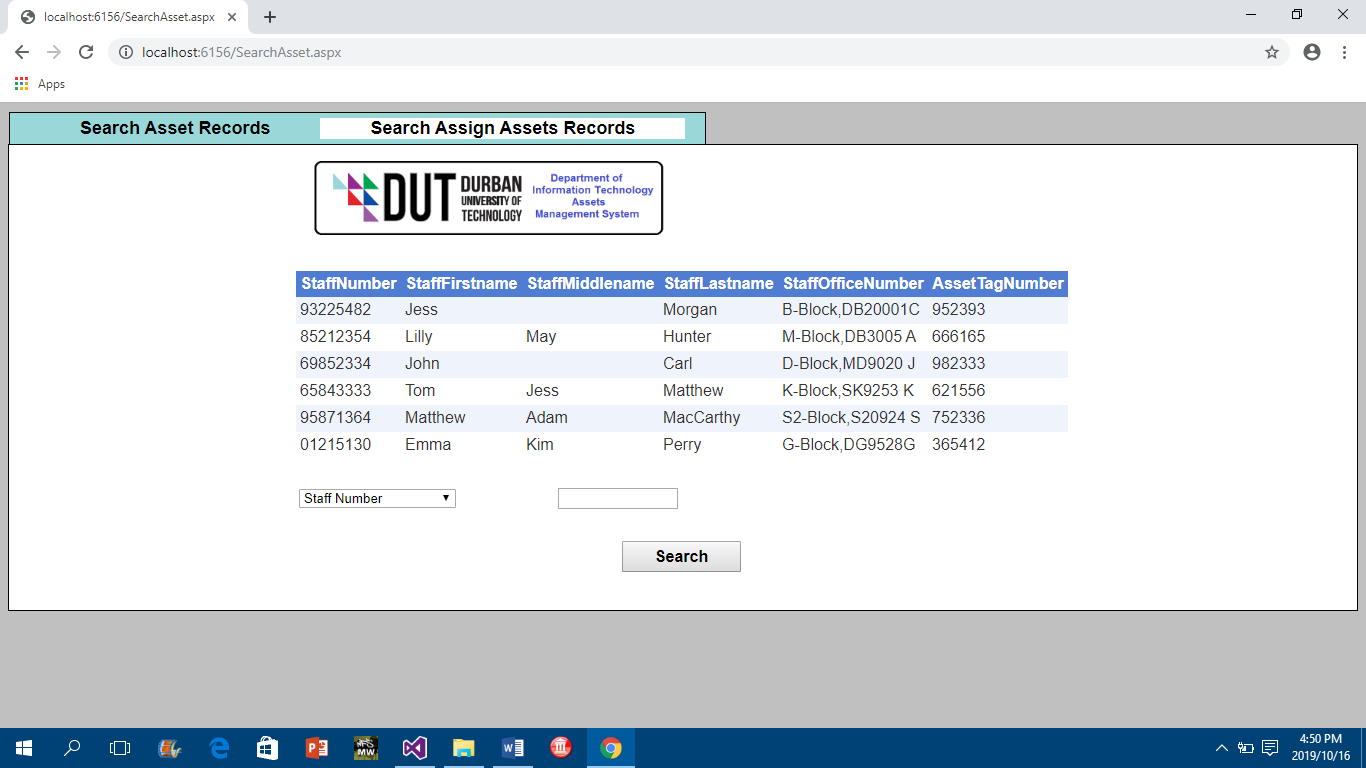 localhost:6156/SearchAsset.aspx
localhost:6156/SearchAsset.aspx
Apps
Search Asset Records Search Assign Assets Records
DUT DURBAN UNIVERSITY OF TECHNOLOGY
Department of
Information Technology
Assets
Management System
StaffNumber StaffFirstname StaffMiddlename StaffLastname StaffOfficeNumber AssetTagNumber
93225482 Jess Morgan B-Block,DB20001C 952393
85212354 Lilly May Hunter M-Block,DB3005 A 666165
69852334 John Carl D-Block,MD9020 J 982333
65843333 Tom Jess Matthew K-Block,SK9253 K 621556
95871364 Matthew Adam MacCarthy S2-Block,S20924 S 752336
01215130 Emma Kim Perry G-Block,DG9528G 365412
Staff Number
Search
4:50 PM
2019/10/16